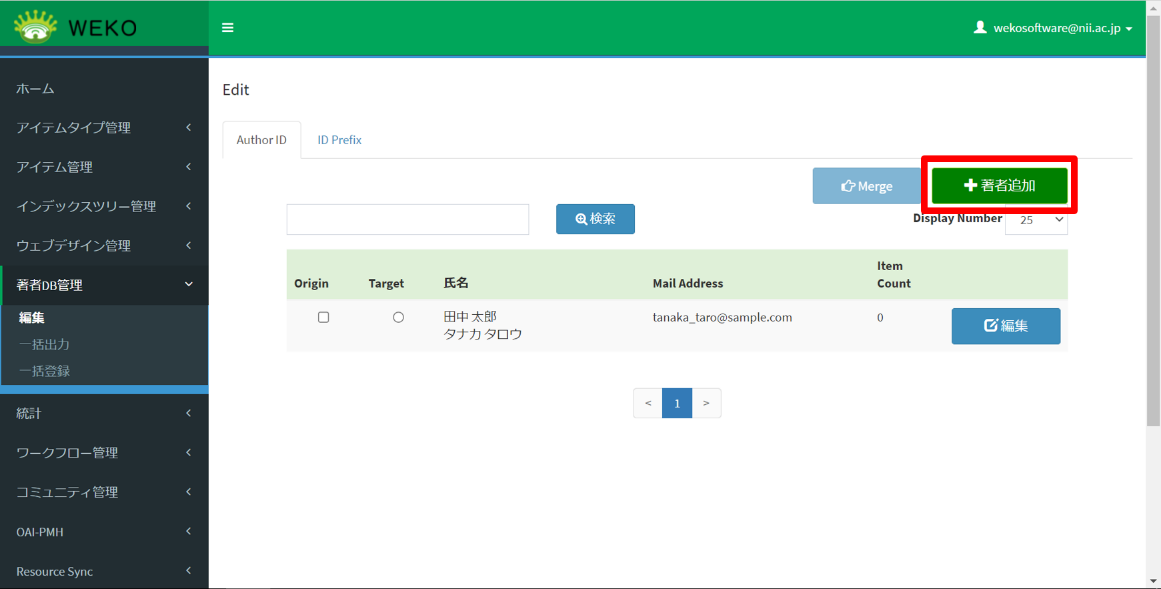 WEKO
wekosoftware@nii.ac.jp
ホーム
アイテムタイプ管理
アイテム管理
インデックスツリー管理
ウェブデザイン管理
著者DB管理
編集
一括出力
一括登録
統計
ワークフロー管理
コミュニティ管理
OAI-PMH
Resource Sync
Edit
Author ID ID Prefix
Merge 著者追加
検索 Display Number 25
Origin Target 氏名 Mail Address Item Count
田中 太郎 tanaka_taro@sample.com 0 編集
タナカ タロウ
< 1 >